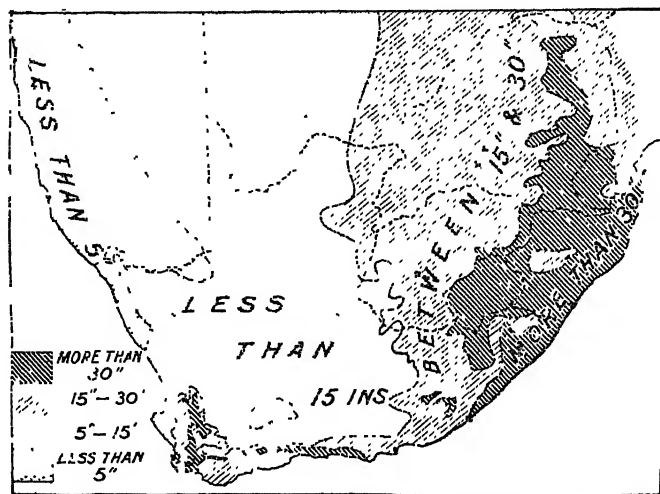 LESS THAN 5"
BETWEEN 15" & 30"
MORE THAN 30"
LESS
THAN
15 INS
MORE THAN
30"
15"–30'
5"–15'
LESS THAN
5"